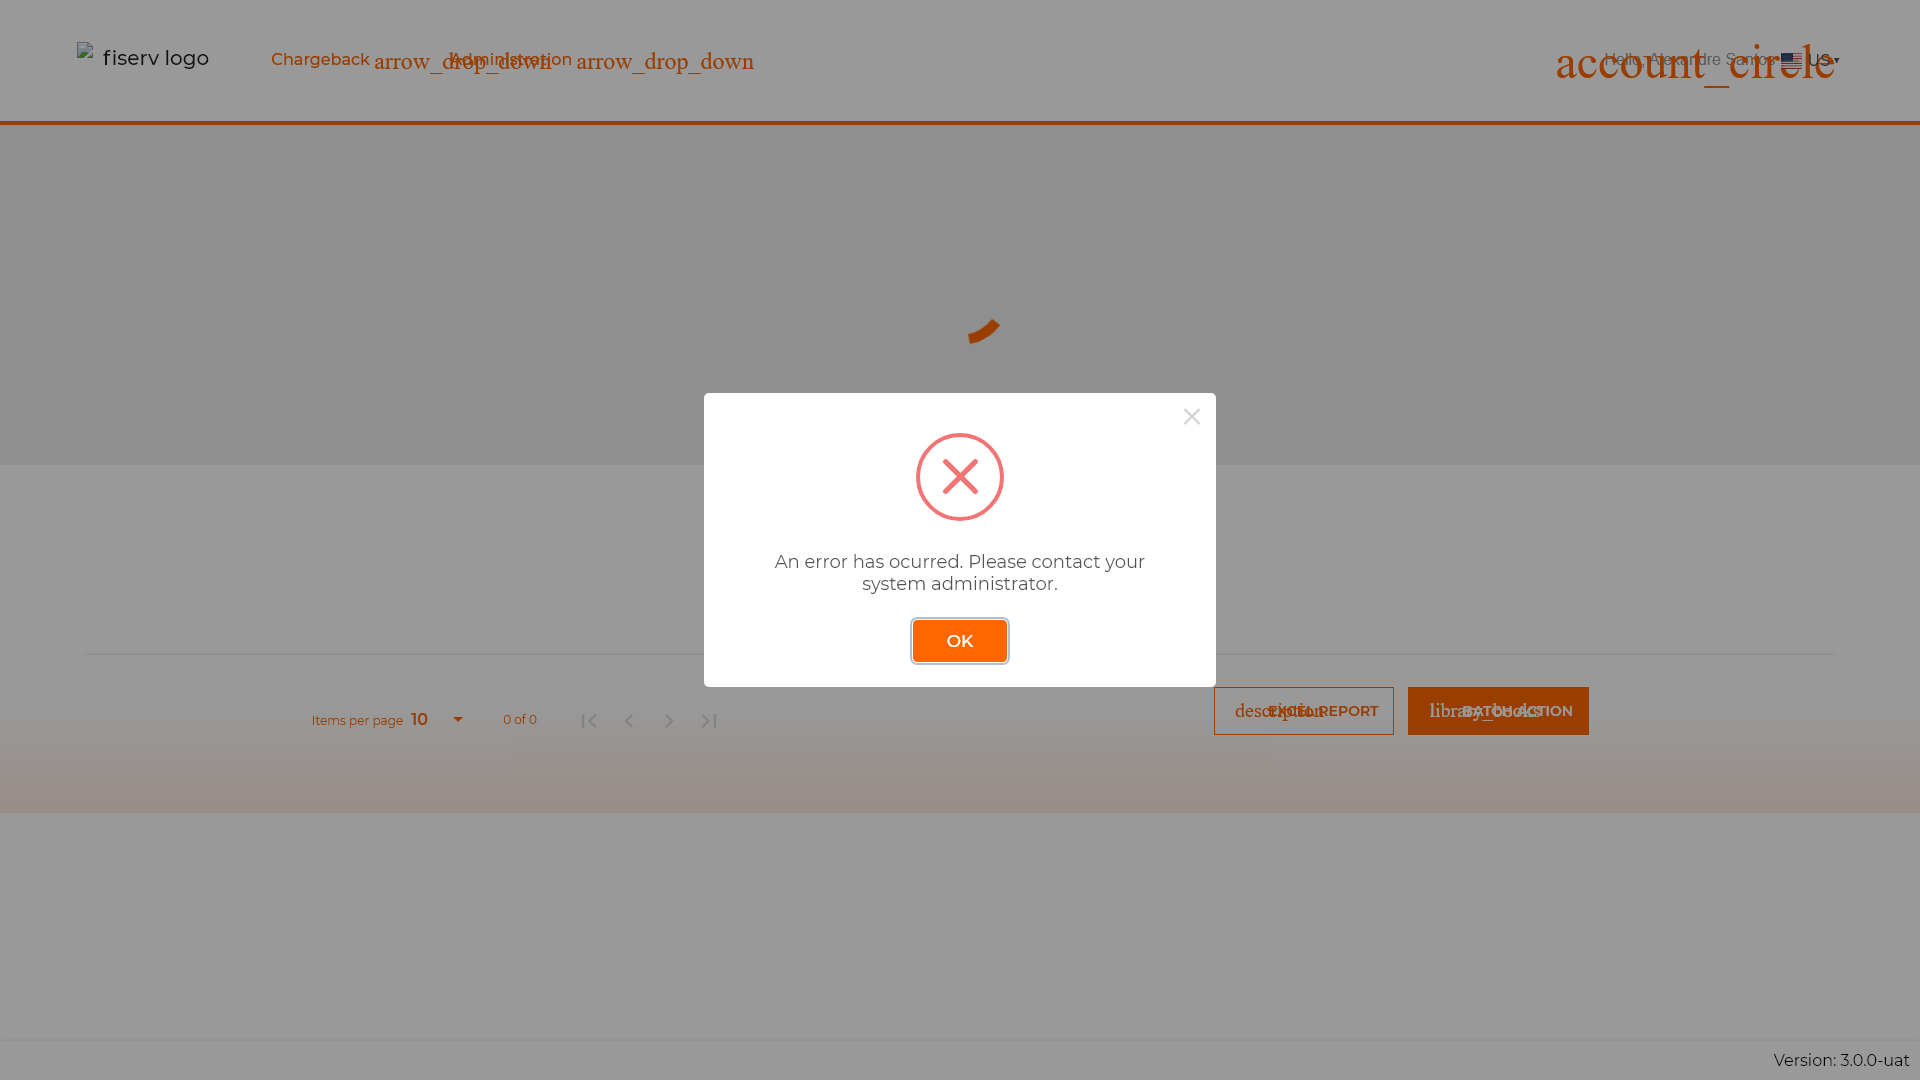 fiserv logo
Chargeback arrow_drop_down
Administration arrow_drop_down
account_circle
Hello, Alexandre Santos
US
An error has ocurred. Please contact your
system administrator.
OK
Items per page 10
0 of 0
description EXCEL REPORT
library_books BATCH ACTION
Version: 3.0.0-uat